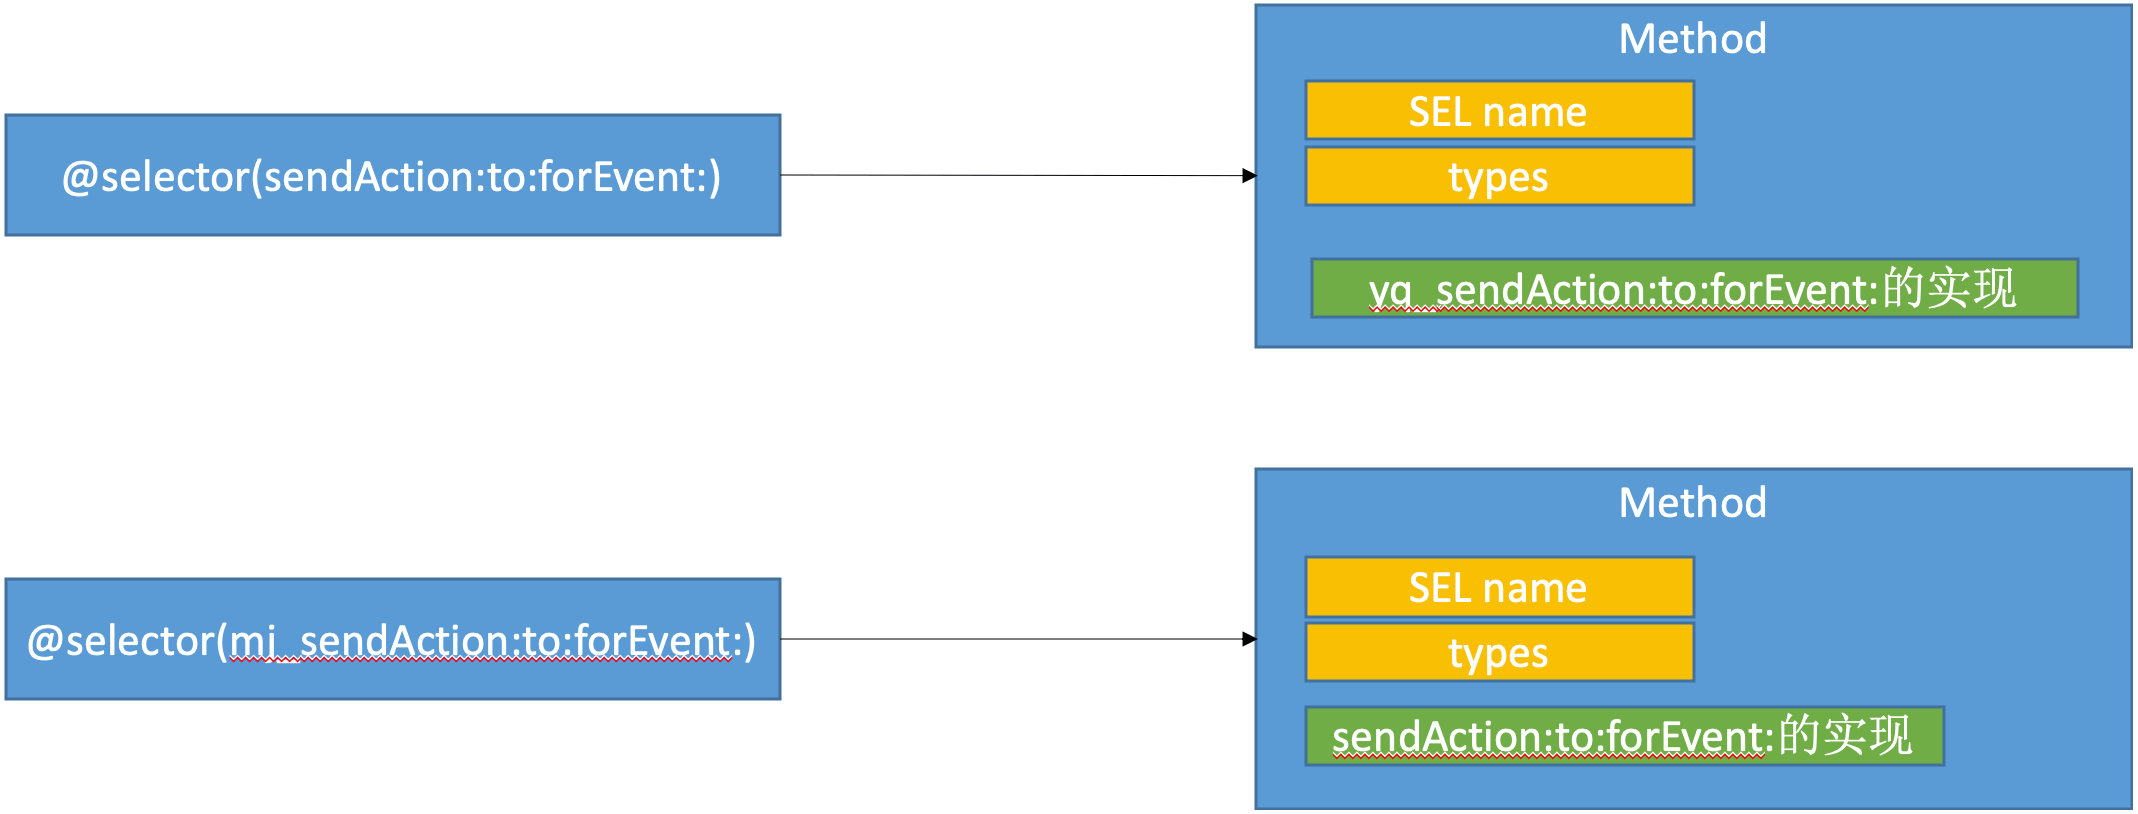 Method
SEL name
@selector(sendAction:to:forEvent:)
types
yq_sendAction:to:forEvent:的实现
Method
SEL name
@selector(mi_sendAction:to:forEvent:)
types
sendAction:to:forEvent:的实现